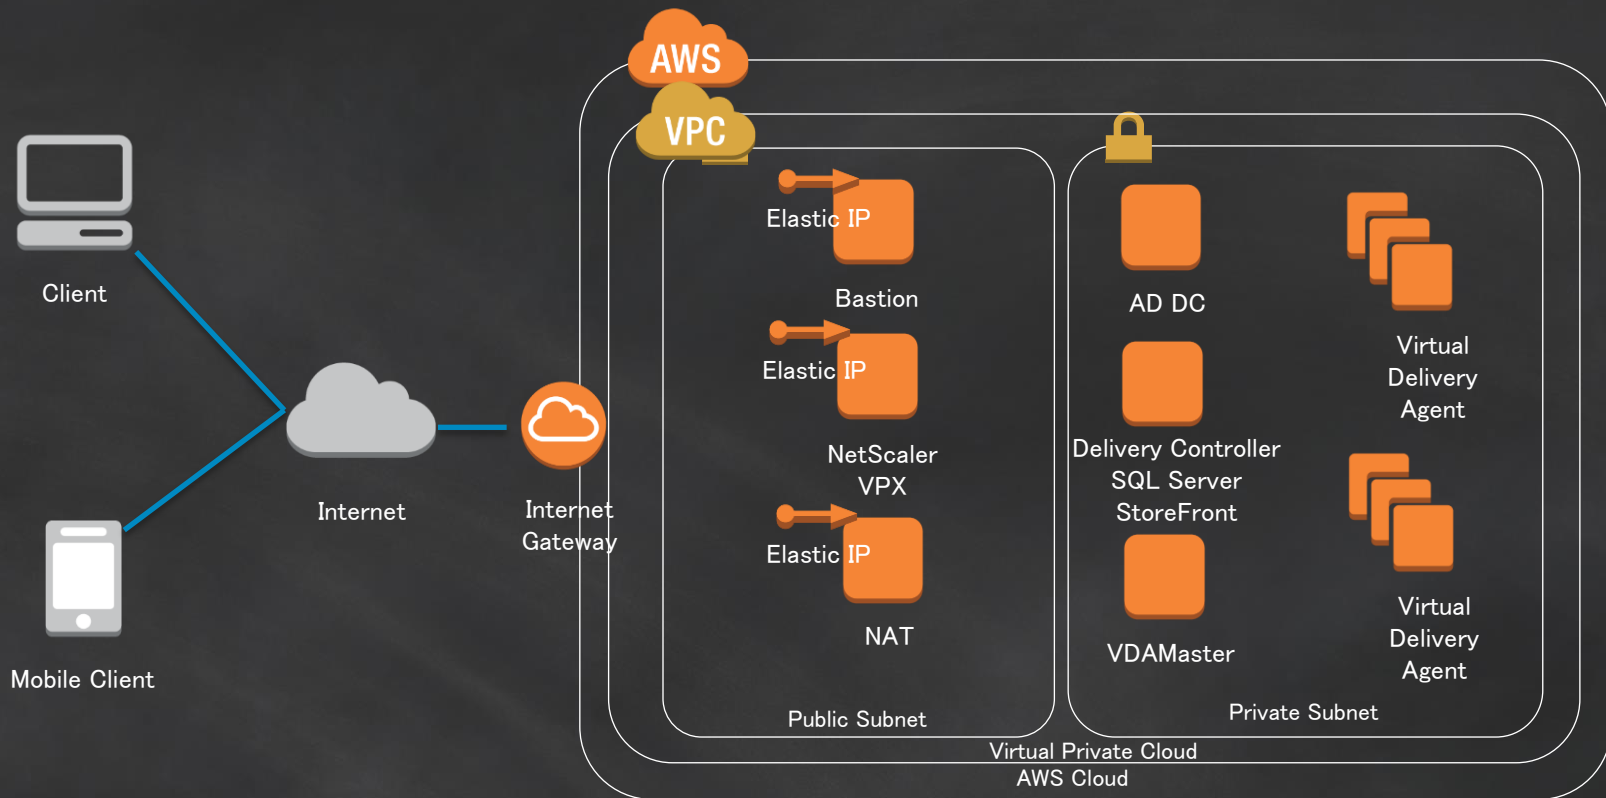 AWS
VPC
Client
Mobile Client
Internet
Internet
Gateway
Elastic IP
Bastion
Elastic IP
NetScaler
VPX
Elastic IP
NAT
Public Subnet
AD DC
Delivery Controller
SQL Server
StoreFront
VDAMaster
Virtual
Delivery
Agent
Virtual
Delivery
Agent
Private Subnet
Virtual Private Cloud
AWS Cloud